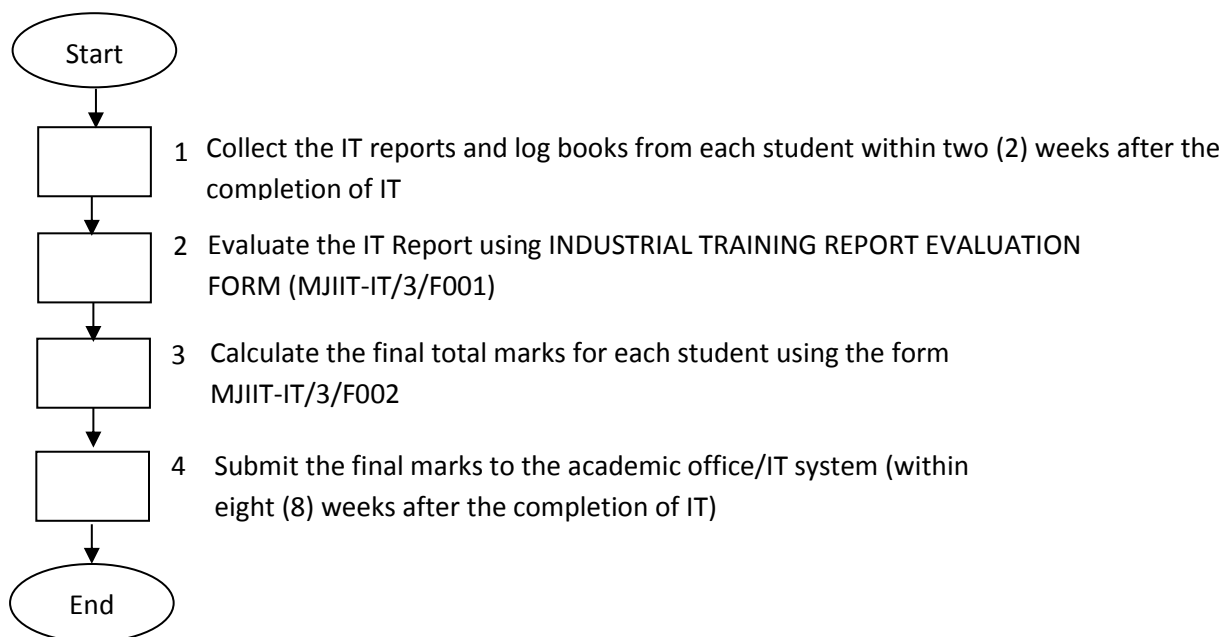 Start
1 Collect the IT reports and log books from each student within two (2) weeks after the
completion of IT
2 Evaluate the IT Report using INDUSTRIAL TRAINING REPORT EVALUATION
FORM (MJIIT-IT/3/F001)
3 Calculate the final total marks for each student using the form
MJIIT-IT/3/F002
4 Submit the final marks to the academic office/IT system (within
eight (8) weeks after the completion of IT)
End